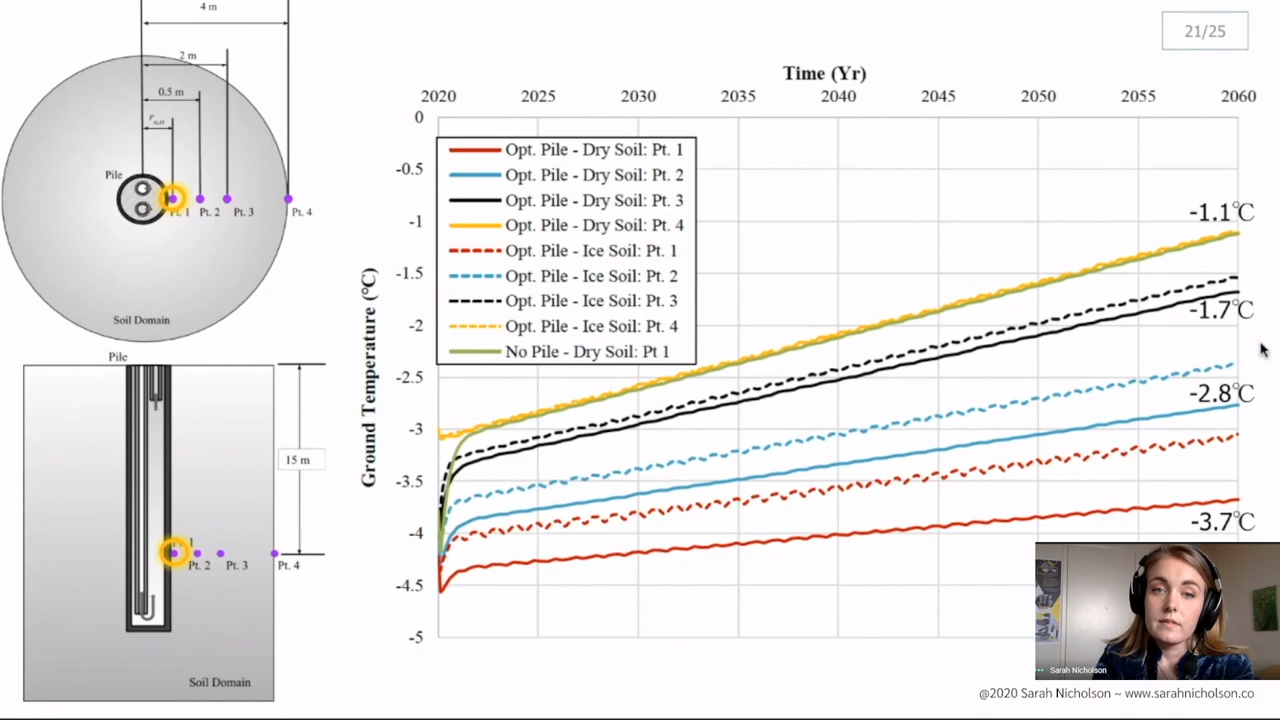 21/25
4 m
2 m
0.5 m
Pile
Pt. 1 Pt. 2 Pt. 3 Pt. 4
Soil Domain
Pile
15 m
1
Pt. 2 Pt. 3 Pt. 4
Soil Domain
Time (Yr)
2020 2025 2030 2035 2040 2045 2050 2055 2060
Ground Temperature (°C)
0
-0.5
-1
-1.5
-2
-2.5
-3
-3.5
-4
-4.5
-5
Opt. Pile - Dry Soil: Pt. 1
Opt. Pile - Dry Soil: Pt. 2
Opt. Pile - Dry Soil: Pt. 3
Opt. Pile - Dry Soil: Pt. 4
Opt. Pile - Ice Soil: Pt. 1
Opt. Pile - Ice Soil: Pt. 2
Opt. Pile - Ice Soil: Pt. 3
Opt. Pile - Ice Soil: Pt. 4
No Pile - Dry Soil: Pt 1
-1.1℃
-1.7℃
-2.8℃
-3.7℃
Sarah Nicholson
@2020 Sarah Nicholson ~ www.sarahnicholson.co